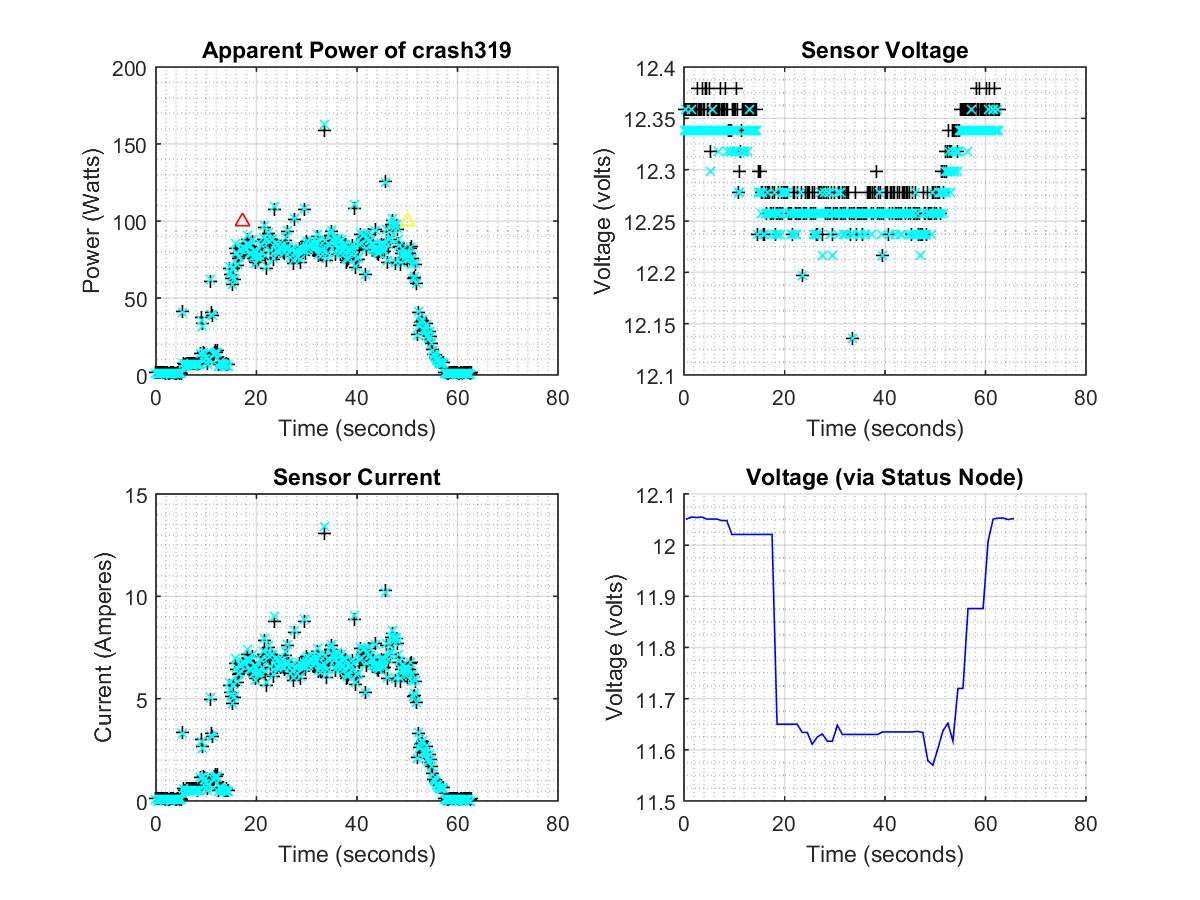 Apparent Power of crash319
200
150
100
50
0
Power (Watts)
0 20 40 60 80
Time (seconds)
Sensor Voltage
12.4
12.35
12.3
12.25
12.2
12.15
12.1
Voltage (volts)
0 20 40 60 80
Time (seconds)
Sensor Current
15
10
5
0
Current (Amperes)
0 20 40 60 80
Time (seconds)
Voltage (via Status Node)
12.1
12
11.9
11.8
11.7
11.6
11.5
Voltage (volts)
0 20 40 60 80
Time (seconds)